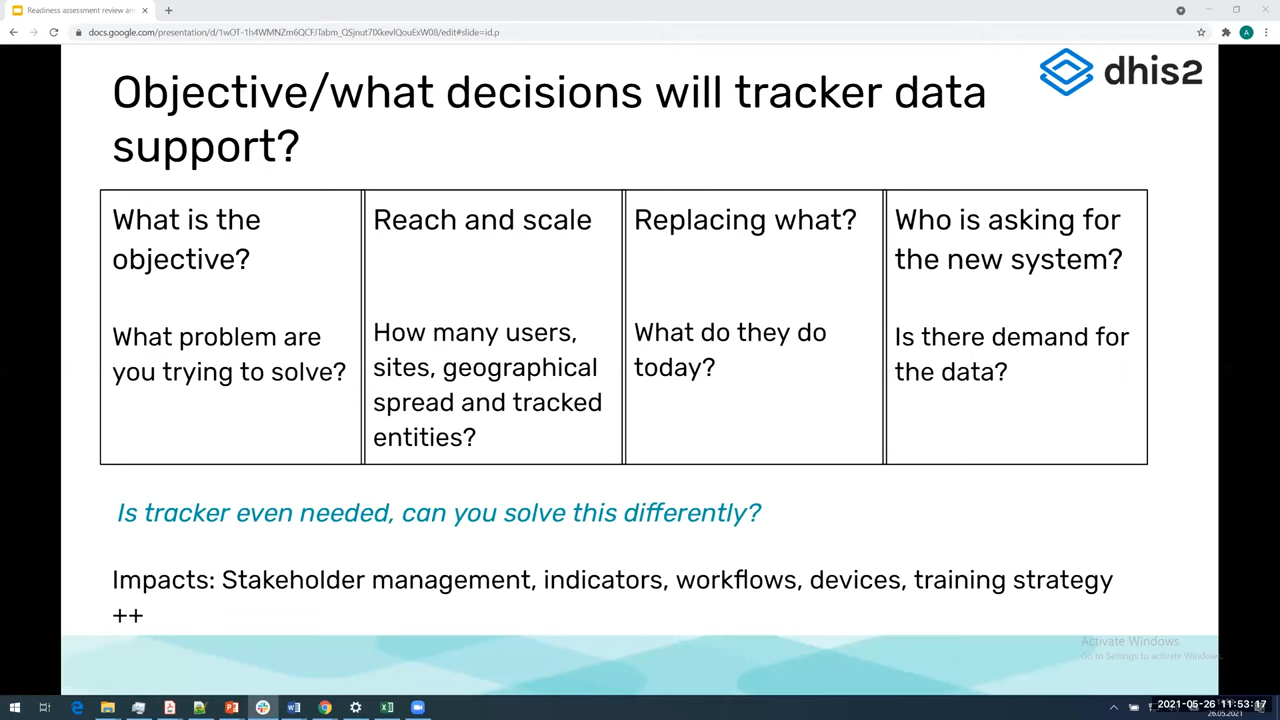 Readiness assessment review an
docs.google.com/presentation/d/1wOT-1h4WMNZm6QCFJTabm_QSjnut7IXkevlQouExW08/edit#slide=id.p
A
dhis2
Objective/what decisions will tracker data
support?
What is the
objective?
What problem are
you trying to solve?
Reach and scale
How many users,
sites, geographical
spread and tracked
entities?
Replacing what?
What do they do
today?
Who is asking for
the new system?
Is there demand for
the data?
Is tracker even needed, can you solve this differently?
Impacts: Stakeholder management, indicators, workflows, devices, training strategy
++
Activate Windows
Go to Settings to activate Windows.
2021-05-26 11:53:17
26.05.2021